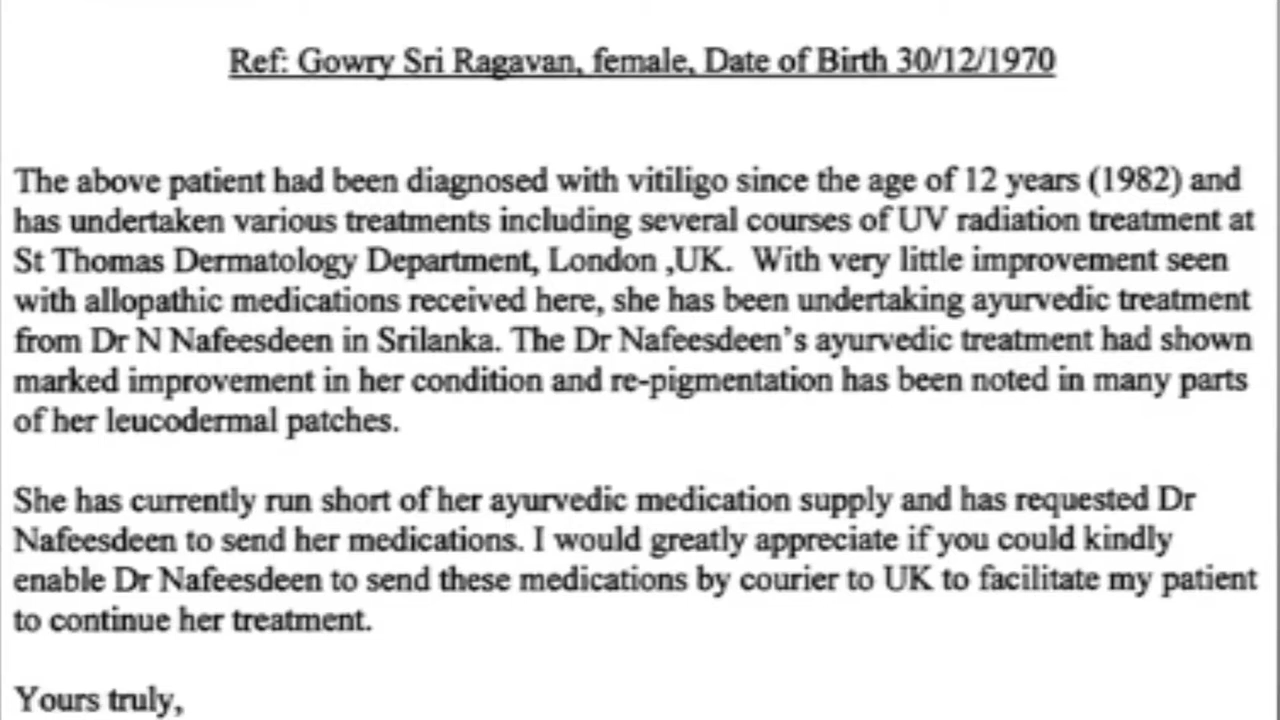 Ref: Gowry Sri Ragavan, female, Date of Birth 30/12/1970
The above patient had been diagnosed with vitiligo since the age of 12 years (1982) and
has undertaken various treatments including several courses of UV radiation treatment at
St Thomas Dermatology Department, London ,UK. With very little improvement seen
with allopathic medications received here, she has been undertaking ayurvedic treatment
from Dr N Nafeesdeen in Srilanka. The Dr Nafeesdeen's ayurvedic treatment had shown
marked improvement in her condition and re-pigmentation has been noted in many parts
of her leucodermal patches.
She has currently run short of her ayurvedic medication supply and has requested Dr
Nafeesdeen to send her medications. I would greatly appreciate if you could kindly
enable Dr Nafeesdeen to send these medications by courier to UK to facilitate my patient
to continue her treatment.
Yours truly,